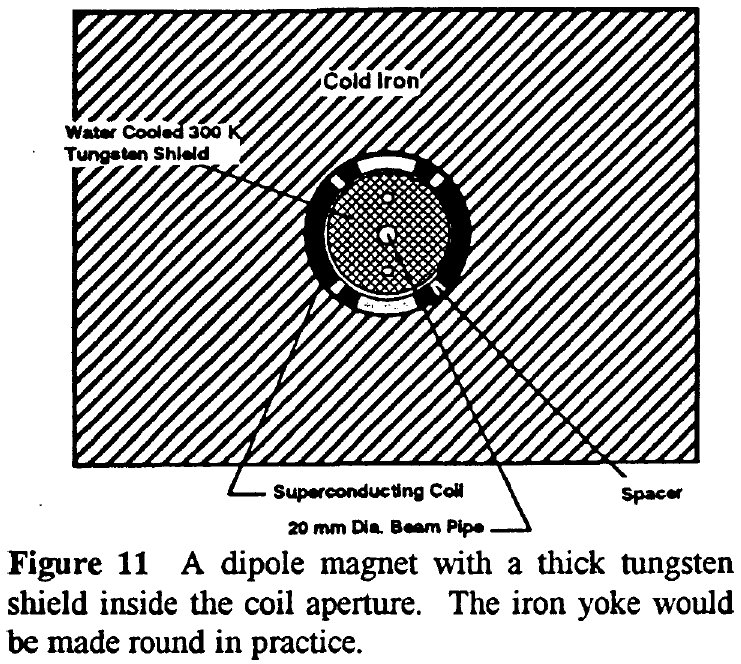 Cold Iron
Water Cooled 300 K
Tungsten Shield
Superconducting Coil
Spacer
20 mm Dia. Beam Pipe
Figure 11 A dipole magnet with a thick tungsten
shield inside the coil aperture. The iron yoke would
be made round in practice.